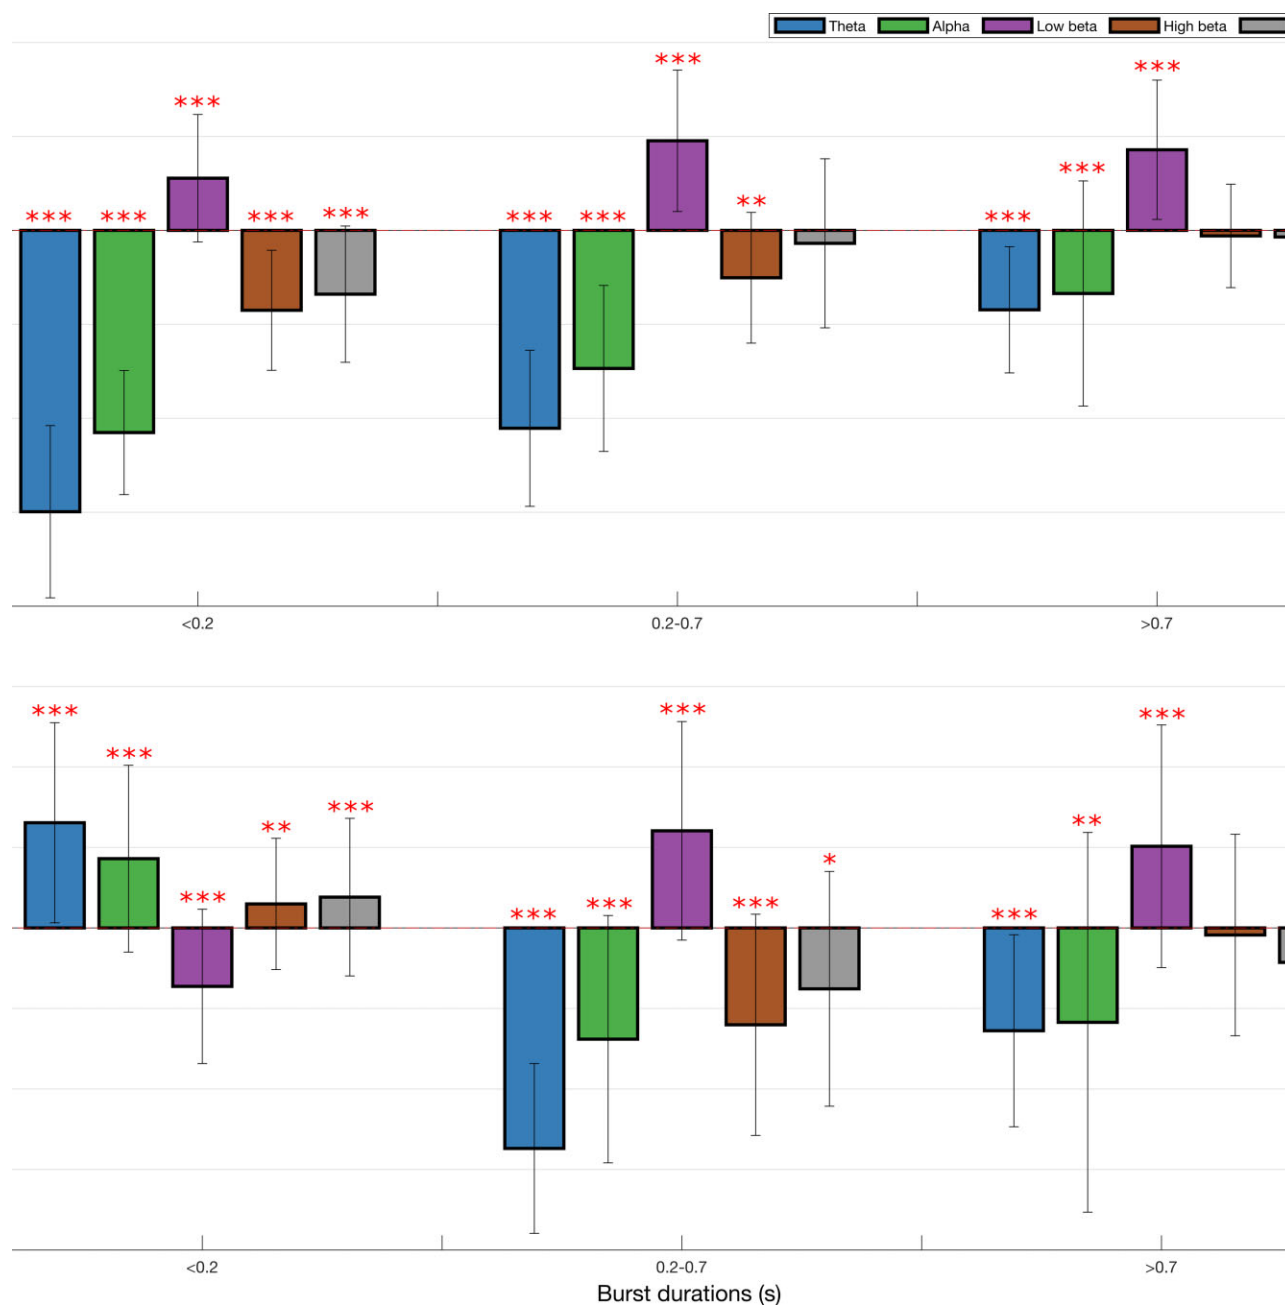 Theta Alpha Low beta High beta
*** ***
*** ***
*** *** *** *** *** *** ** ***
<0.2 0.2-0.7 >0.7
*** *** ***
*** **
*** ** *** *
*** *** *** *** ***
<0.2 0.2-0.7 >0.7
Burst durations (s)